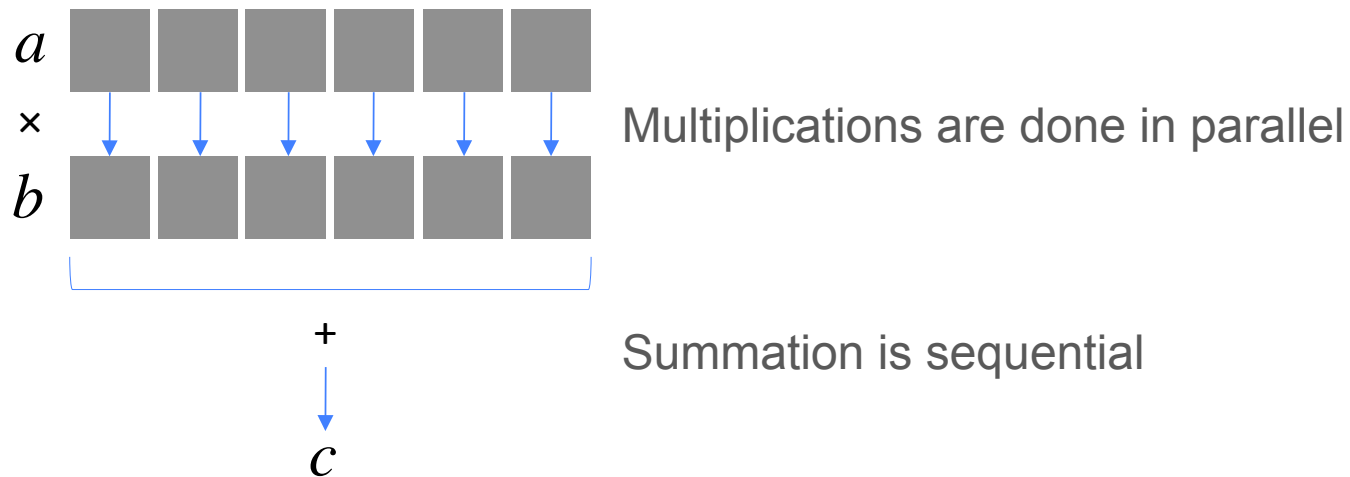 a
×
Multiplications are done in parallel
b
+
Summation is sequential
c